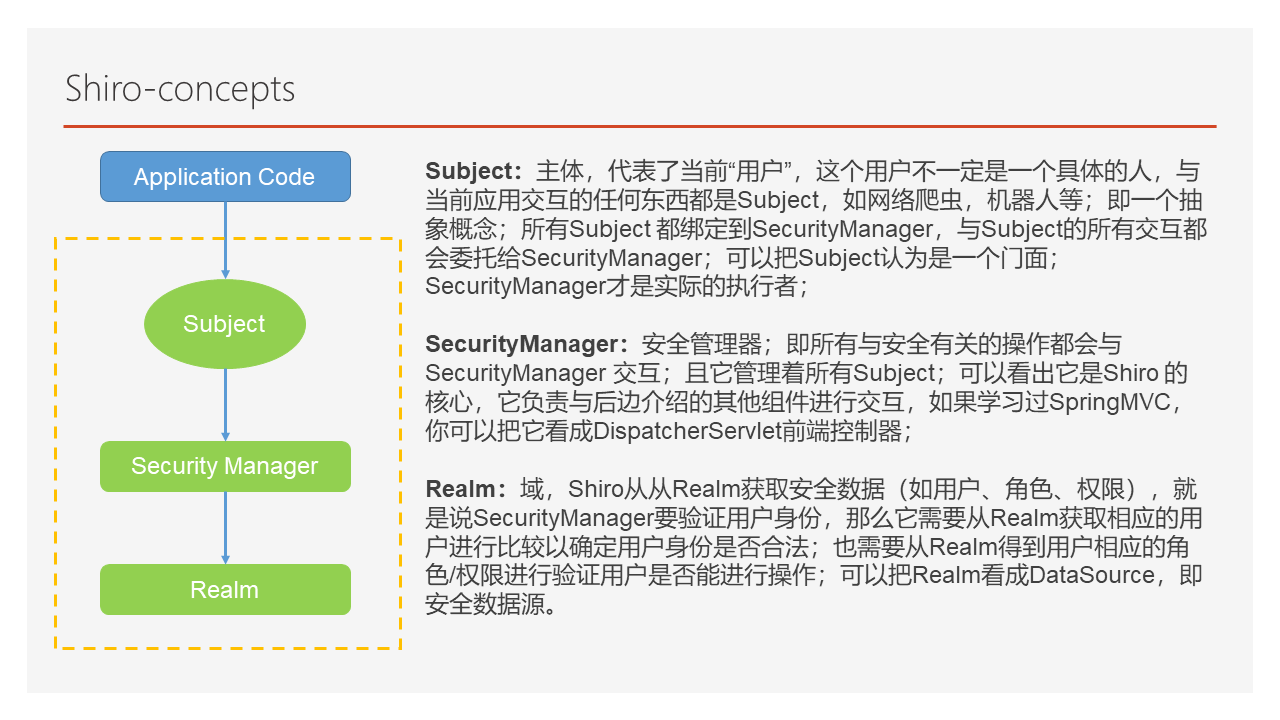 Shiro-concepts
Application Code
Subject
Security Manager
Realm
Subject：主体，代表了当前“用户”，这个用户不一定是一个具体的人，与
当前应用交互的任何东西都是Subject，如网络爬虫，机器人等；即一个抽
象概念；所有Subject 都绑定到SecurityManager，与Subject的所有交互都
会委托给SecurityManager；可以把Subject认为是一个门面；
SecurityManager才是实际的执行者；
SecurityManager：安全管理器；即所有与安全有关的操作都会与
SecurityManager 交互；且它管理着所有Subject；可以看出它是Shiro 的
核心，它负责与后边介绍的其他组件进行交互，如果学习过SpringMVC，
你可以把它看成DispatcherServlet前端控制器；
Realm：域，Shiro从从Realm获取安全数据（如用户、角色、权限），就
是说SecurityManager要验证用户身份，那么它需要从Realm获取相应的用
户进行比较以确定用户身份是否合法；也需要从Realm得到用户相应的角
色/权限进行验证用户是否能进行操作；可以把Realm看成DataSource，即
安全数据源。